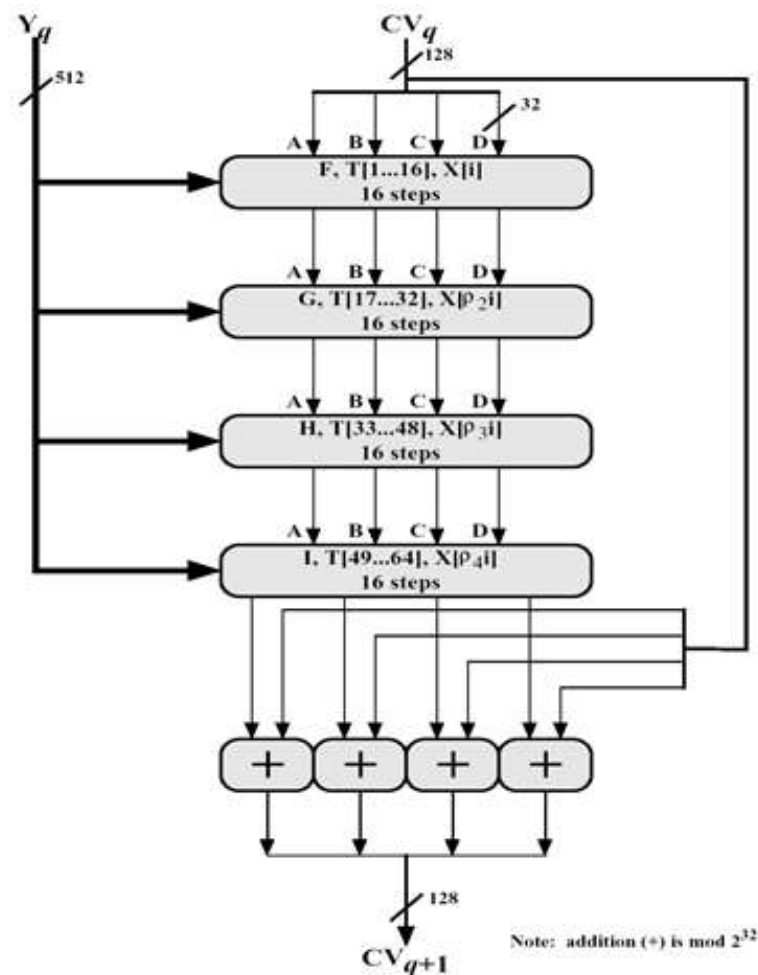 Yq CVq
128
512
32
A B C D
F, T[1...16], X[i]
16 steps
A B C D
G, T[17...32], X[ρ2i]
16 steps
A B C D
H, T[33...48], X[ρ3i]
16 steps
A B C D
I, T[49...64], X[ρ4i]
16 steps
+ + + +
128
Note: addition (+) is mod 2^32
CVq+1